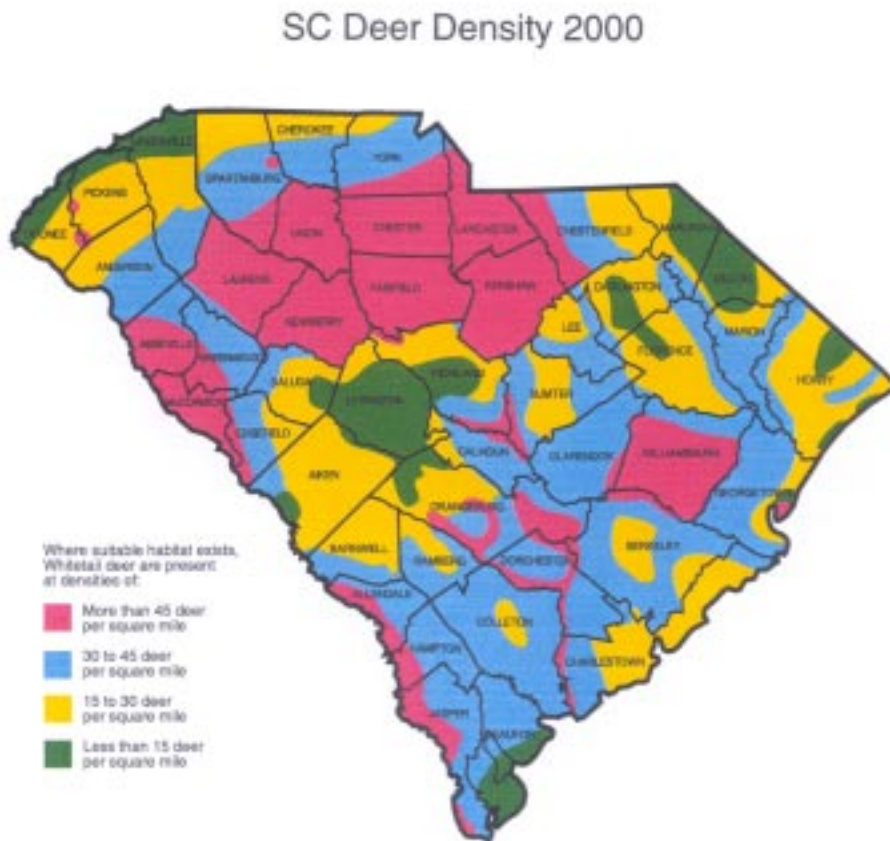 SC Deer Density 2000
CHEROKEE
GREENVILLE
YORK
SPARTANBURG
PICKENS
OCONEE
UNION
CHESTER
LANCASTER
CHESTERFIELD
MARLBORO
ANDERSON
LAURENS
FAIRFIELD
KERSHAW
DARLINGTON
DILLON
NEWBERRY
LEE
MARION
ABBEVILLE
GREENWOOD
FLORENCE
SALUDA
RICHLAND
HORRY
LEXINGTON
SUMTER
McCORMICK
EDGEFIELD
CALHOUN
CLARENDON
WILLIAMSBURG
AIKEN
GEORGETOWN
ORANGEBURG
BARNWELL
BAMBERG
DORCHESTER
BERKELEY
ALLENDALE
COLLETON
HAMPTON
CHARLESTOWN
JASPER
BEAUFORT
Where suitable habitat exists,
Whitetail deer are present
at densities of:
More than 45 deer
per square mile
30 to 45 deer
per square mile
15 to 30 deer
per square mile
Less than 15 deer
per square mile